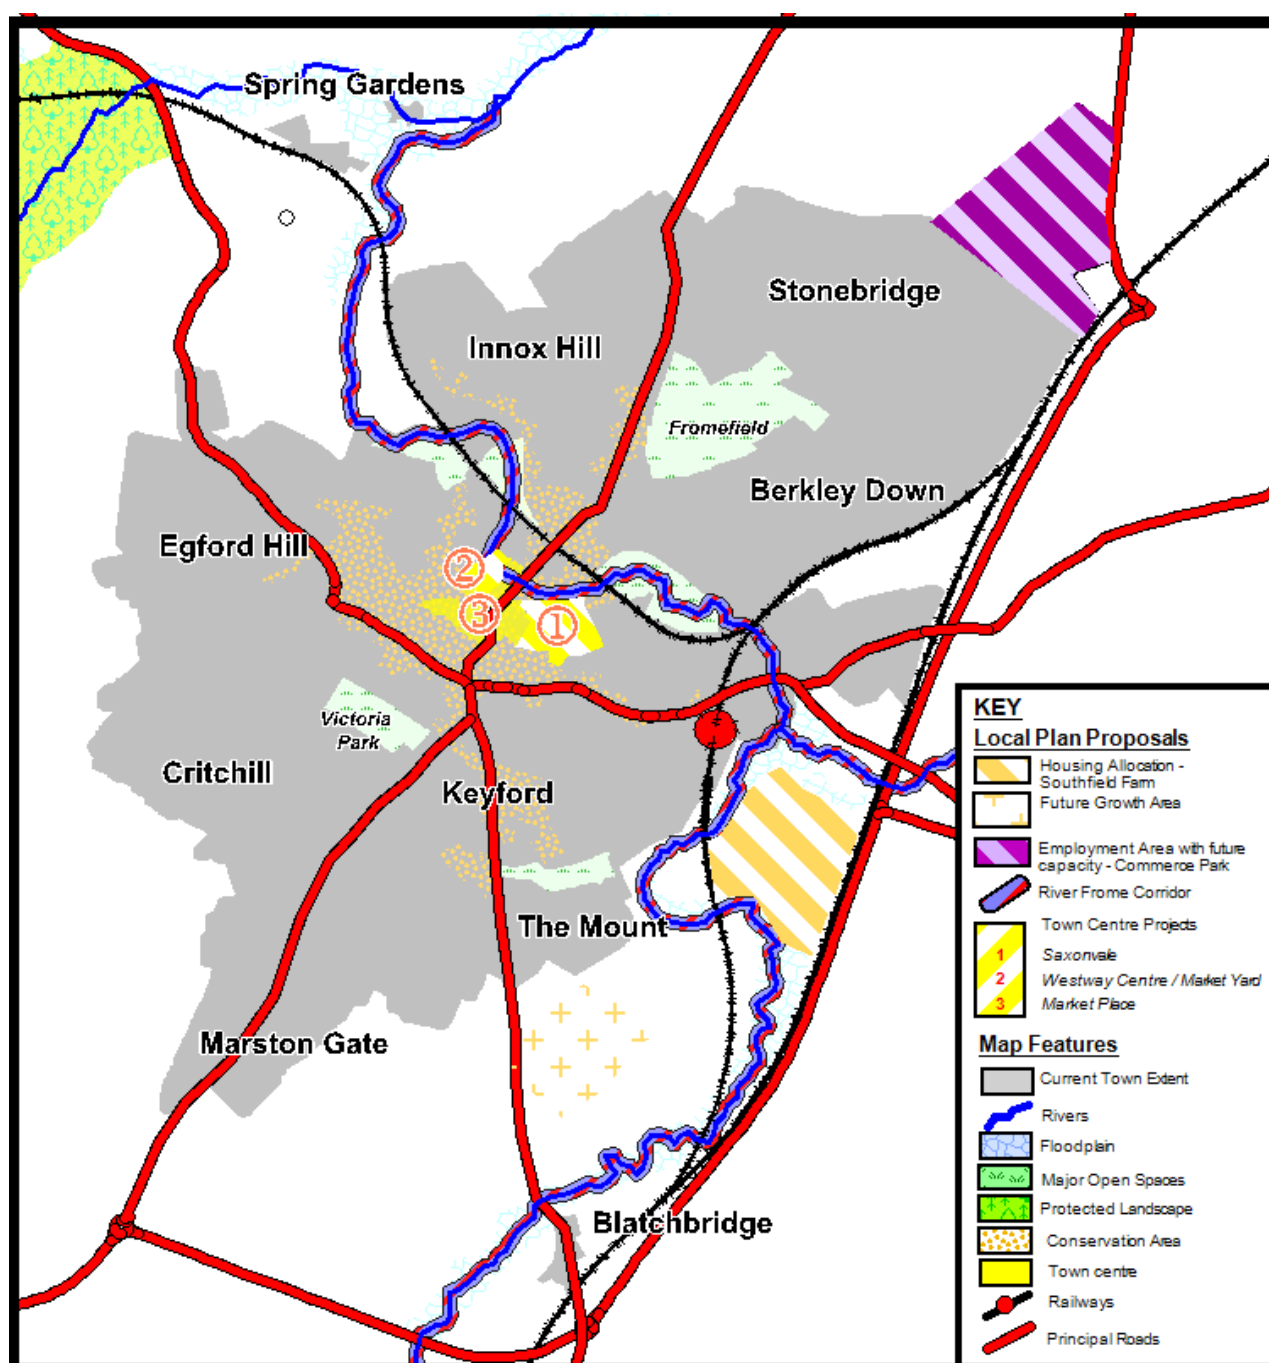 Spring Gardens
Stonebridge
Innox Hill
Fromefield
Berkley Down
Egford Hill
2
3
1
Victoria
Park
Critchill
Keyford
The Mount
Marston Gate
Blatchbridge
KEY
Local Plan Proposals
Housing Allocation -
Southfield Farm
Future Growth Area
Employment Area with future
capacity - Commerce Park
River Frome Corridor
Town Centre Projects
1 Saxonvale
2 Westway Centre / Market Yard
3 Market Place
Map Features
Current Town Extent
Rivers
Floodplain
Major Open Spaces
Protected Landscape
Conservation Area
Town centre
Railways
Principal Roads